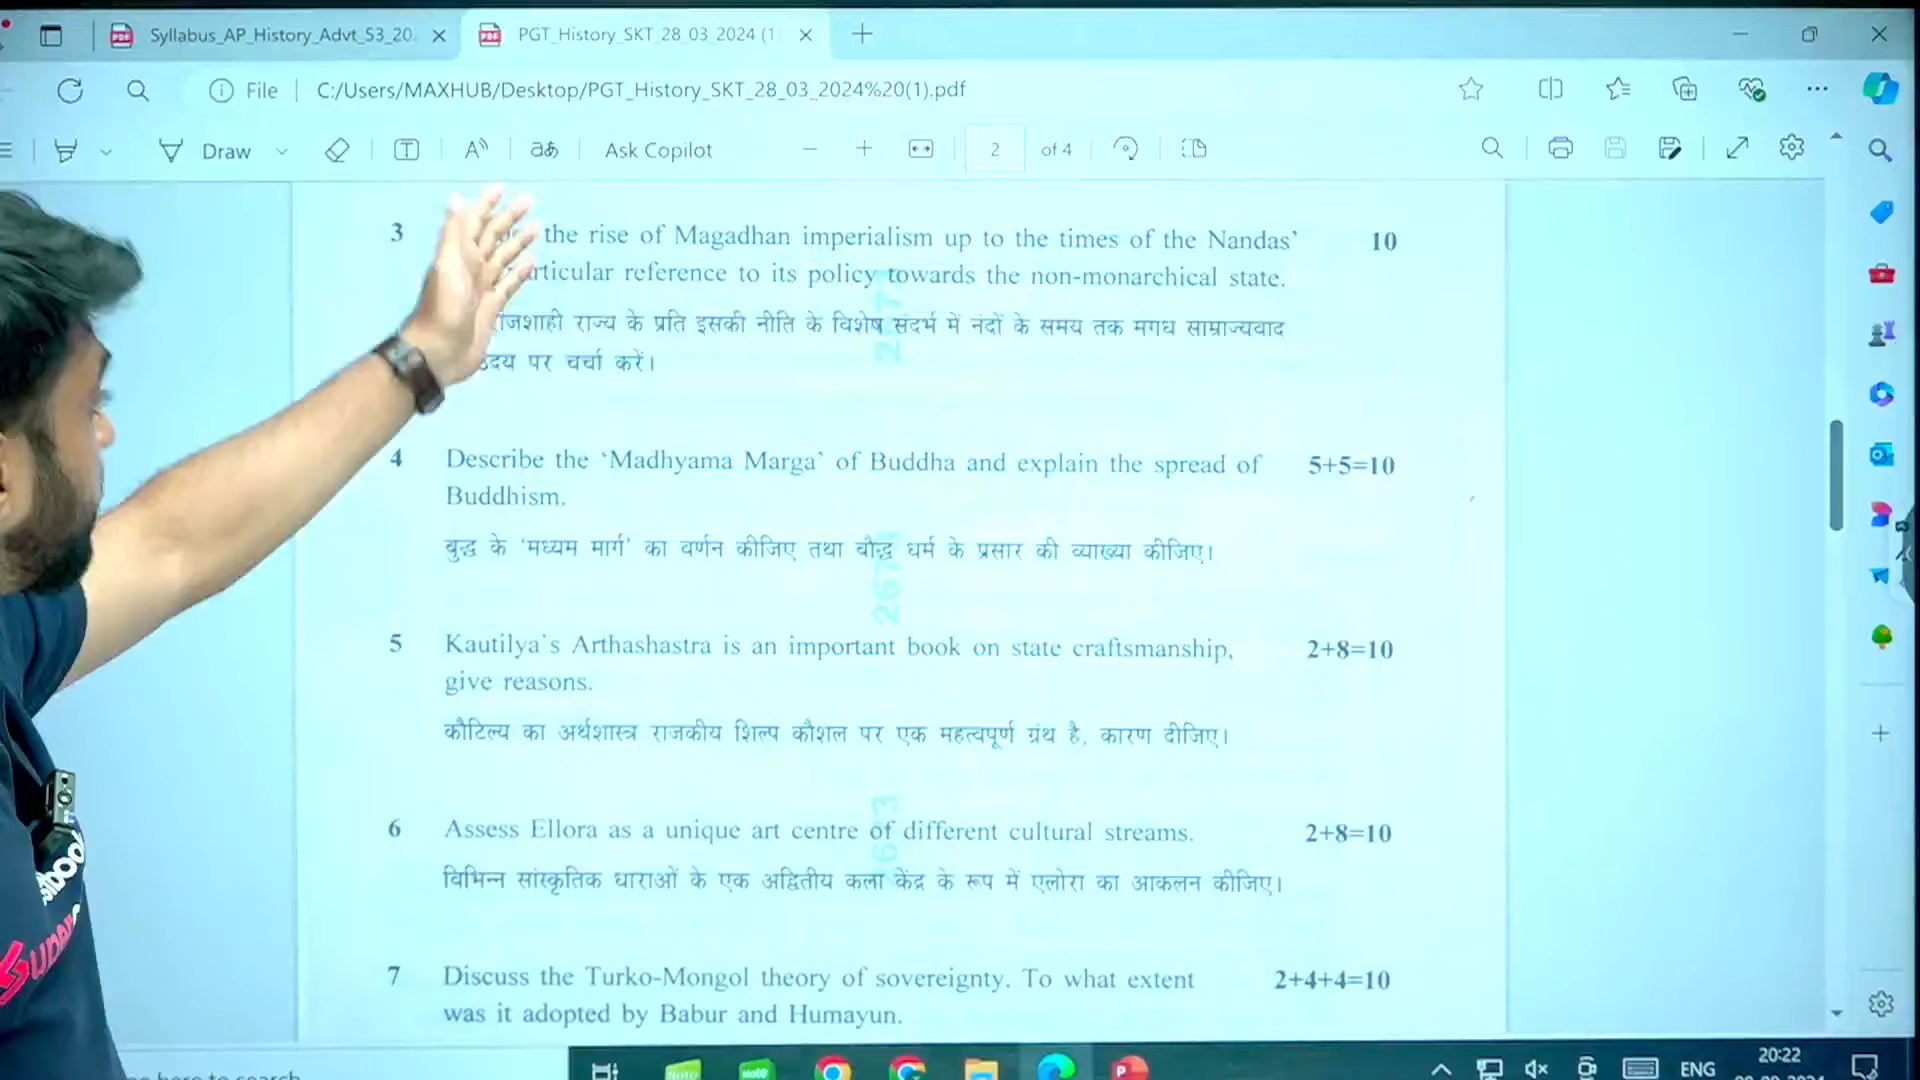 Syllabus_AP_History_Advt_53_20
PGT_History_SKT_28_03_2024 (1
File
C:/Users/MAXHUB/Desktop/PGT_History_SKT_28_03_2024%20(1).pdf
Draw
Ask Copilot
2 of 4
3 the rise of Magadhan imperialism up to the times of the Nandas’ 10
reference to its policy towards the non-monarchical state.
राज्य के प्रति इसकी नीति के विशेष संदर्भ में नंदों के समय तक मगध साम्राज्यवाद
पर चर्चा करें।
4 Describe the ‘Madhyama Marga’ of Buddha and explain the spread of 5+5=10
Buddhism.
बुद्ध के ‘मध्यम मार्ग’ का वर्णन कीजिए तथा बौद्ध धर्म के प्रसार की व्याख्या कीजिए।
5 Kautilya's Arthashastra is an important book on state craftsmanship, 2+8=10
give reasons.
कौटिल्य का अर्थशास्त्र राजकीय शिल्प कौशल पर एक महत्वपूर्ण ग्रंथ है, कारण दीजिए।
6 Assess Ellora as a unique art centre of different cultural streams. 2+8=10
विभिन्न सांस्कृतिक धाराओं के एक अद्वितीय कला केंद्र के रूप में एलोरा का आकलन कीजिए।
7 Discuss the Turko-Mongol theory of sovereignty. To what extent 2+4+4=10
was it adopted by Babur and Humayun.
here to search
ENG
20:22